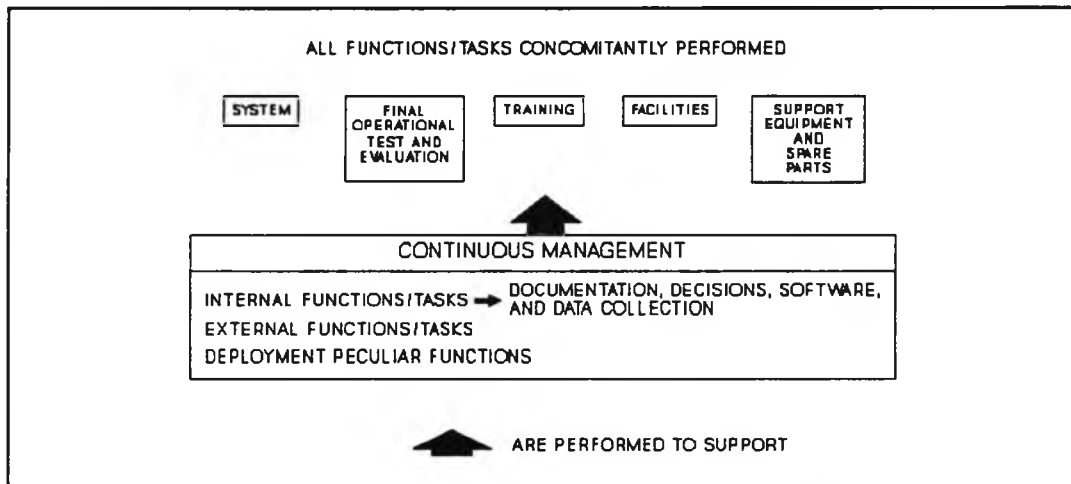 ALL FUNCTIONS/TASKS CONCOMITANTLY PERFORMED
SYSTEM
FINAL
OPERATIONAL
TEST AND
EVALUATION
TRAINING
FACILITIES
SUPPORT
EQUIPMENT
AND
SPARE
PARTS
CONTINUOUS MANAGEMENT
INTERNAL FUNCTIONS/TASKS
DOCUMENTATION, DECISIONS, SOFTWARE,
AND DATA COLLECTION
EXTERNAL FUNCTIONS/TASKS
DEPLOYMENT PECULIAR FUNCTIONS
ARE PERFORMED TO SUPPORT